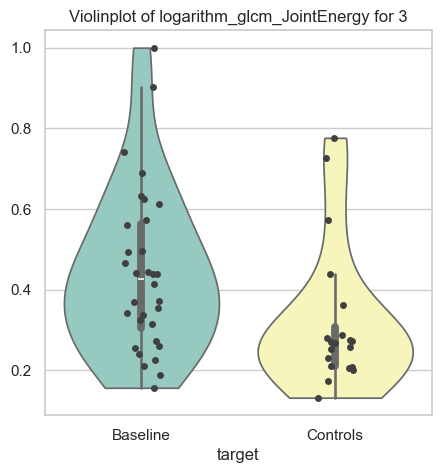 Violinplot of logarithm_glcm_JointEnergy for 3
1.0
0.8
0.6
0.4
0.2
Baseline Controls
target